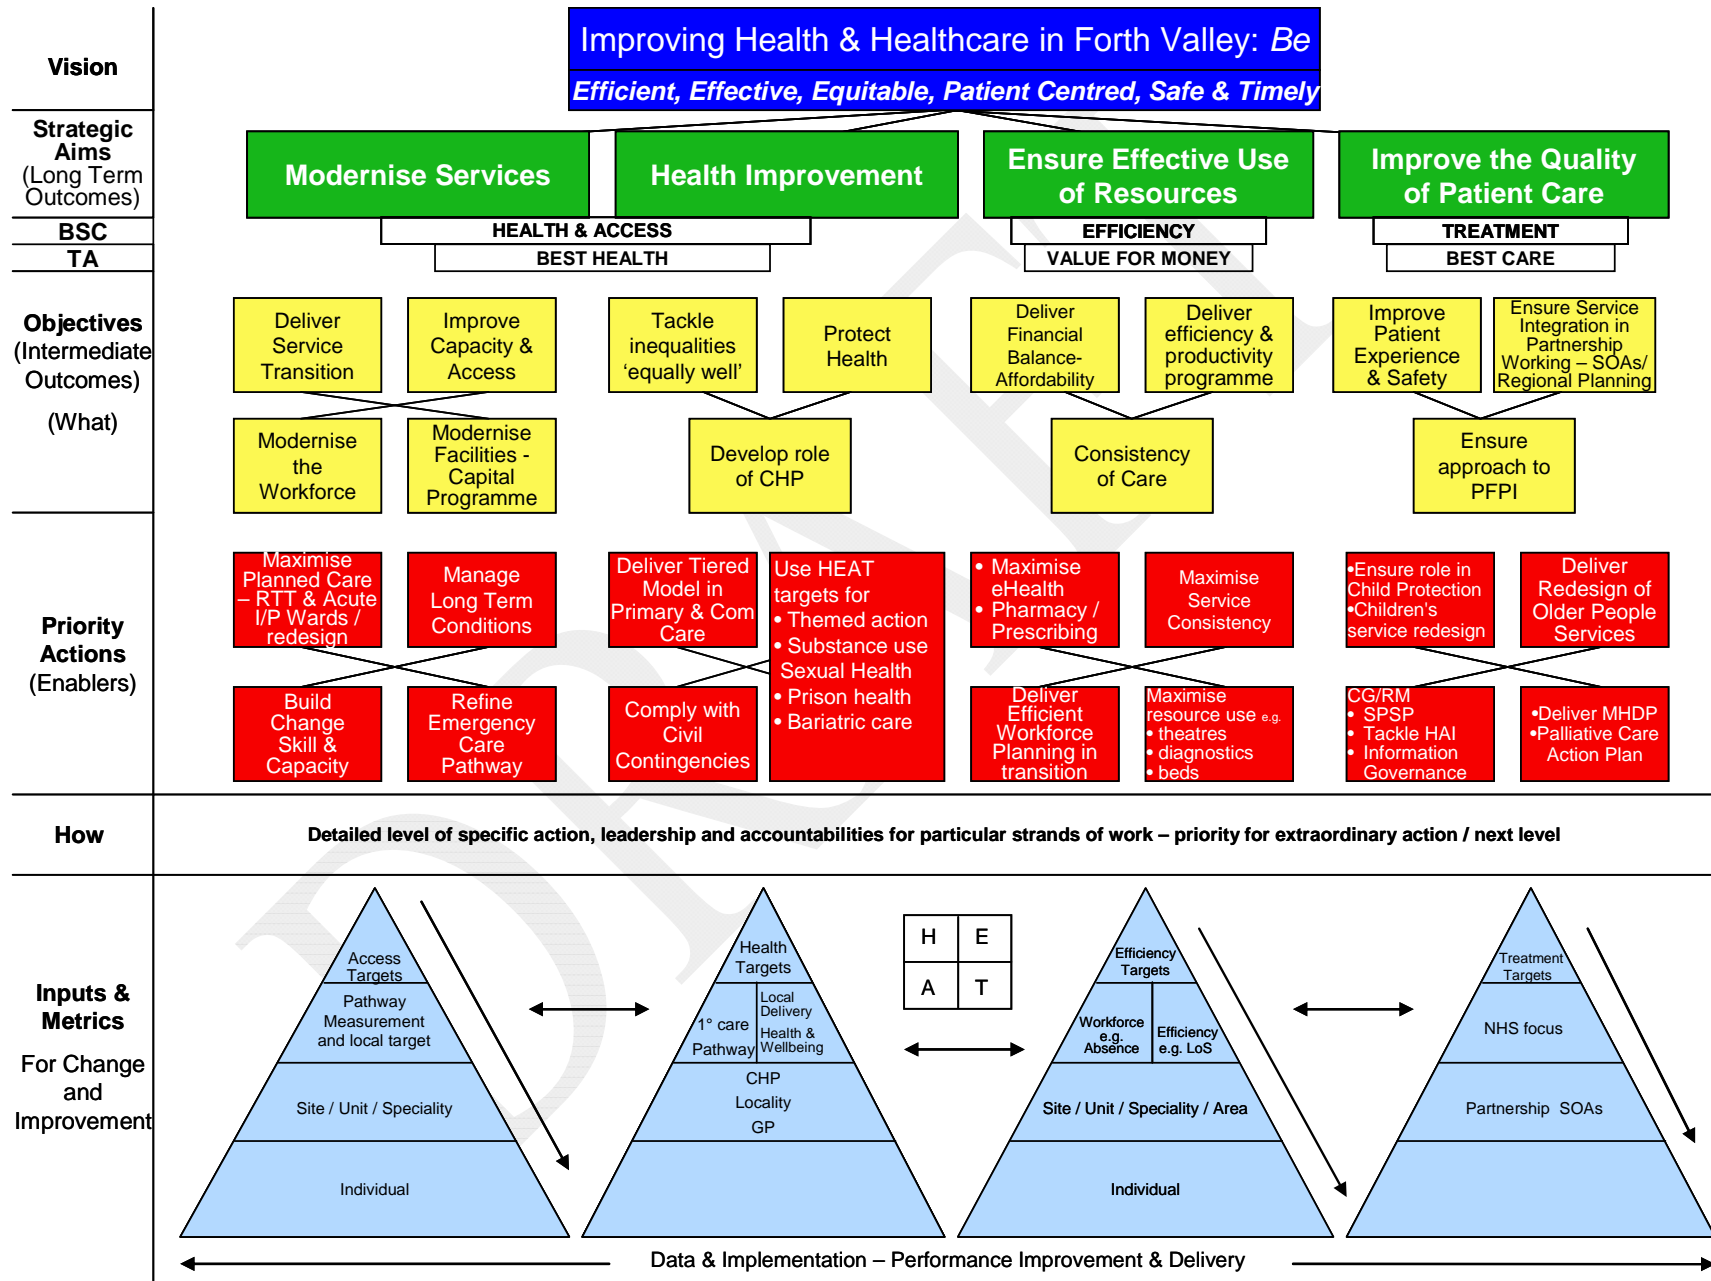 Improving Health & Healthcare in Forth Valley: Be
Efficient, Effective, Equitable, Patient Centred, Safe & Timely
Vision
Strategic
Aims
(Long Term
Outcomes)
Modernise Services
Health Improvement
Ensure Effective Use
of Resources
Improve the Quality
of Patient Care
BSC
HEALTH & ACCESS
EFFICIENCY
TREATMENT
TA
BEST HEALTH
VALUE FOR MONEY
BEST CARE
Objectives
(Intermediate
Outcomes)
(What)
Deliver
Service
Transition
Improve
Capacity &
Access
Tackle
inequalities
‘equally well’
Protect
Health
Deliver
Financial
Balance-
Affordability
Deliver
efficiency &
productivity
programme
Improve
Patient
Experience
& Safety
Ensure Service
Integration in
Partnership
Working – SOAs/
Regional Planning
Modernise
the
Workforce
Modernise
Facilities -
Capital
Programme
Develop role
of CHP
Consistency
of Care
Ensure
approach to
PFPI
Priority
Actions
(Enablers)
Maximise
Planned Care
– RTT & Acute
I/P Wards /
redesign
Manage
Long Term
Conditions
Deliver Tiered
Model in
Primary & Com
Care
Use HEAT
targets for
• Themed action
• Substance use
Sexual Health
• Prison health
• Bariatric care
• Maximise
eHealth
• Pharmacy /
Prescribing
Maximise
Service
Consistency
•Ensure role in
Child Protection
•Children's
service redesign
Deliver
Redesign of
Older People
Services
Build
Change
Skill &
Capacity
Refine
Emergency
Care
Pathway
Comply with
Civil
Contingencies
Deliver
Efficient
Workforce
Planning in
transition
Maximise
resource use e.g.
• theatres
• diagnostics
• beds
CG/RM
• SPSP
• Tackle HAI
• Information
Governance
•Deliver MHDP
•Palliative Care
Action Plan
How
Detailed level of specific action, leadership and accountabilities for particular strands of work – priority for extraordinary action / next level
Inputs &
Metrics
For Change
and
Improvement
Access
Targets
Pathway
Measurement
and local target
Site / Unit / Speciality
Individual
Health
Targets
1° care
Pathway
Local
Delivery
Health &
Wellbeing
CHP
Locality
GP
H E
A T
Efficiency
Targets
Workforce
e.g.
Absence
Efficiency
e.g. LoS
Site / Unit / Speciality / Area
Individual
Treatment
Targets
NHS focus
Partnership SOAs
Data & Implementation – Performance Improvement & Delivery
DRAFT